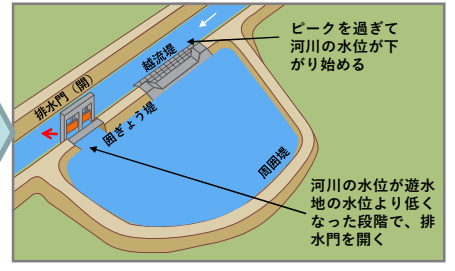 ピークを過ぎて
河川の水位が下
がり始める
越流堤
排水門（開）
囲ぎょう堤
周囲堤
河川の水位が遊水
地の水位より低く
なった段階で、排
水門を開く